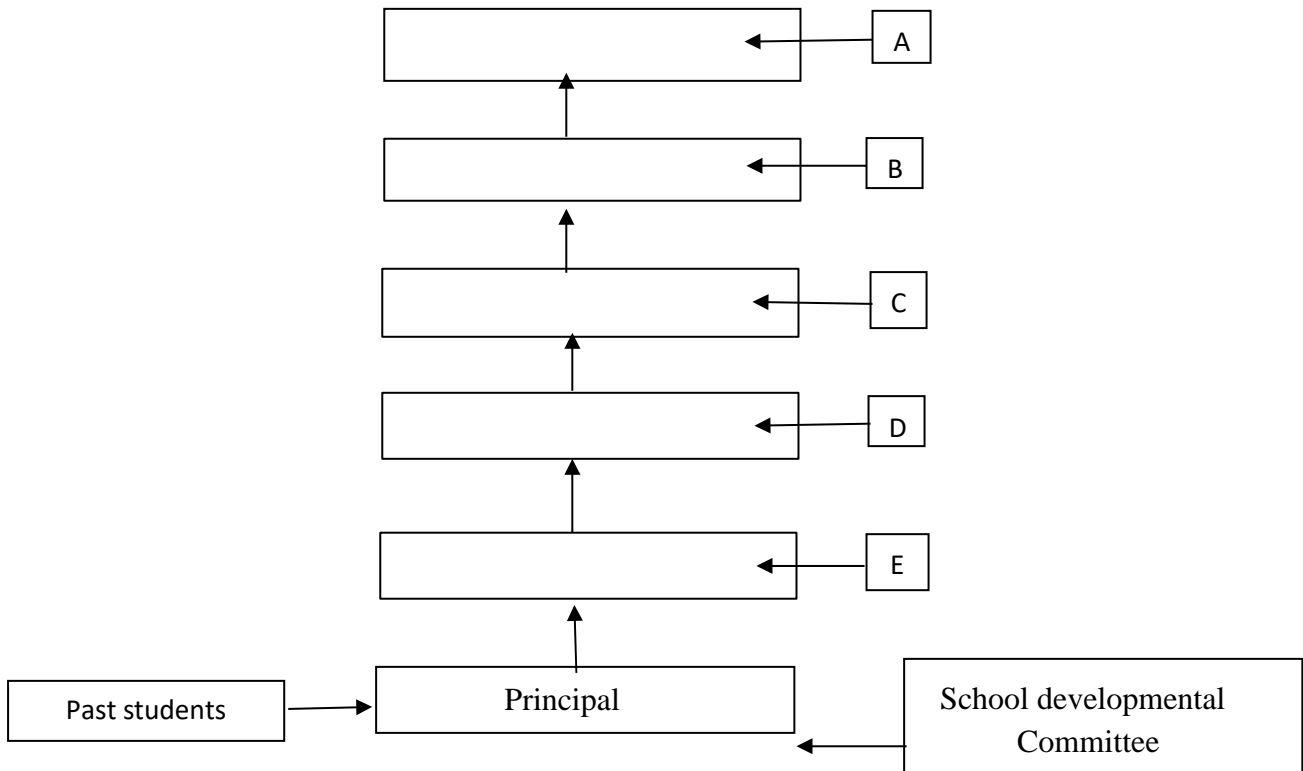 A
B
C
D
E
Past students
Principal
School developmental
Committee